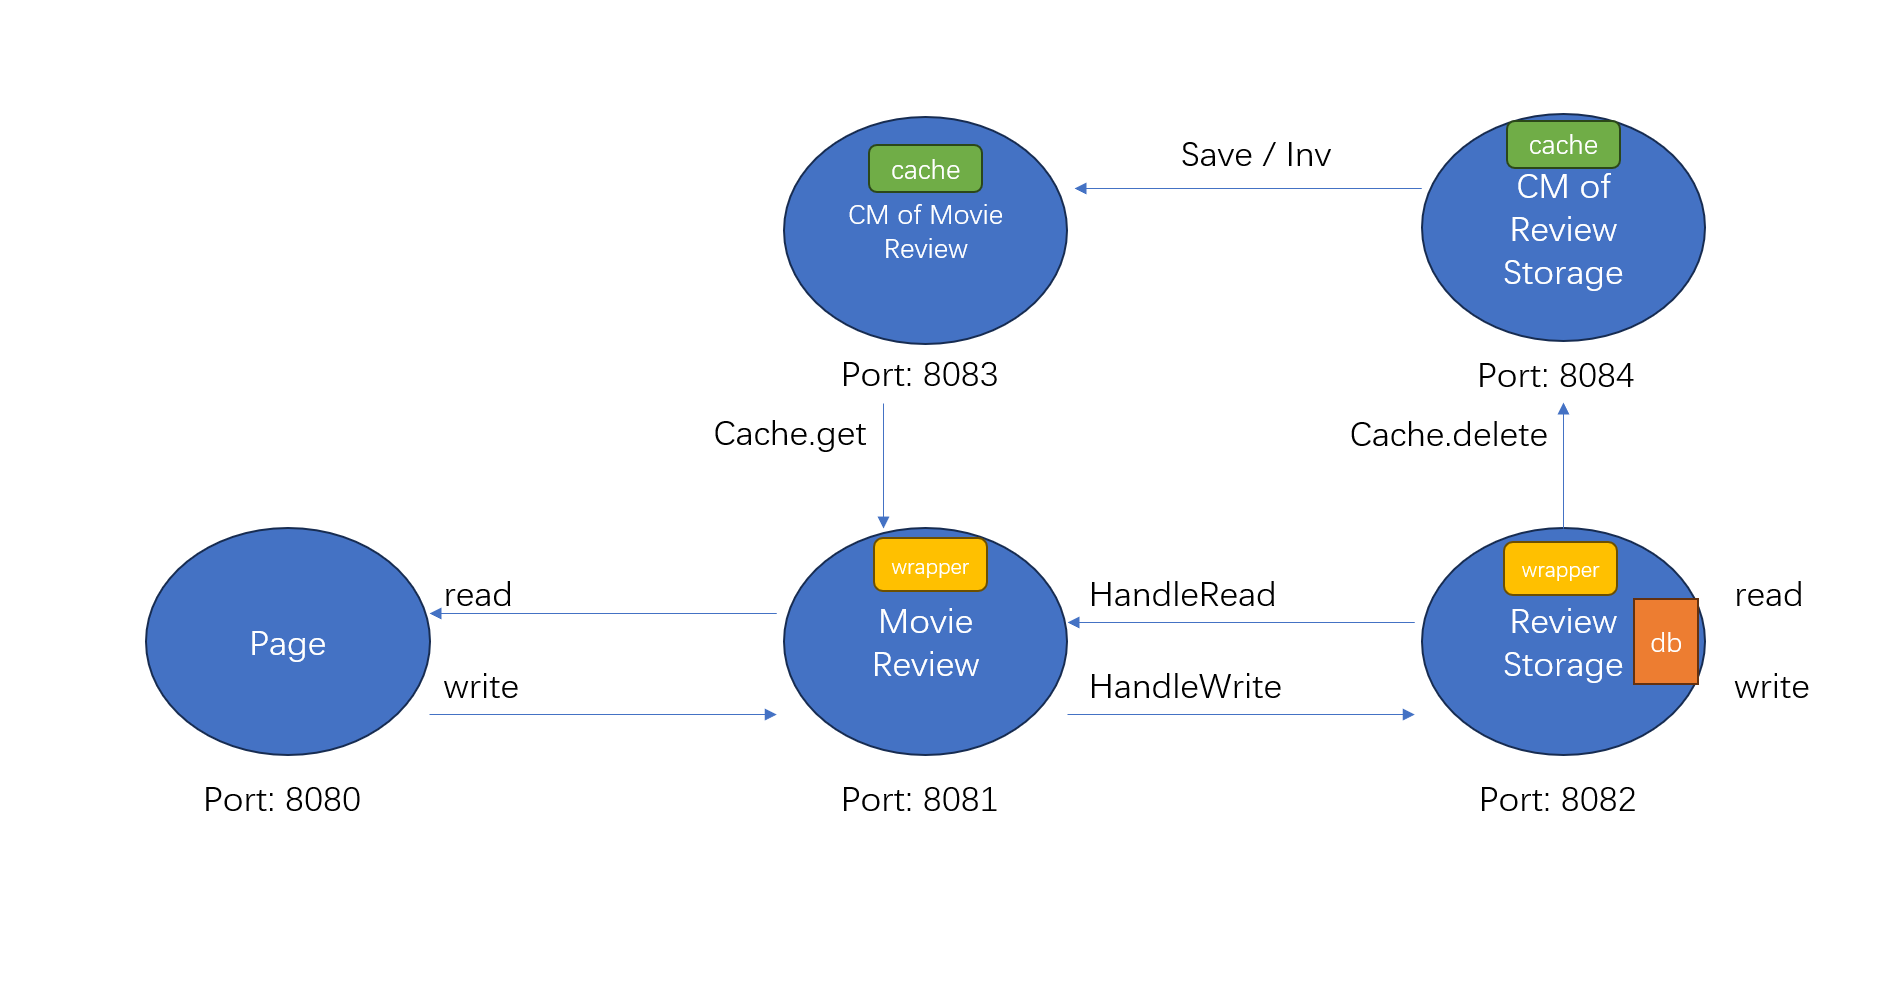 cache
CM of Movie
Review
Port: 8083
Save / Inv
cache
CM of
Review
Storage
Port: 8084
Cache.get
Cache.delete
Page
Port: 8080
read
write
wrapper
Movie
Review
Port: 8081
HandleRead
HandleWrite
wrapper
Review
Storage
db
Port: 8082
read
write